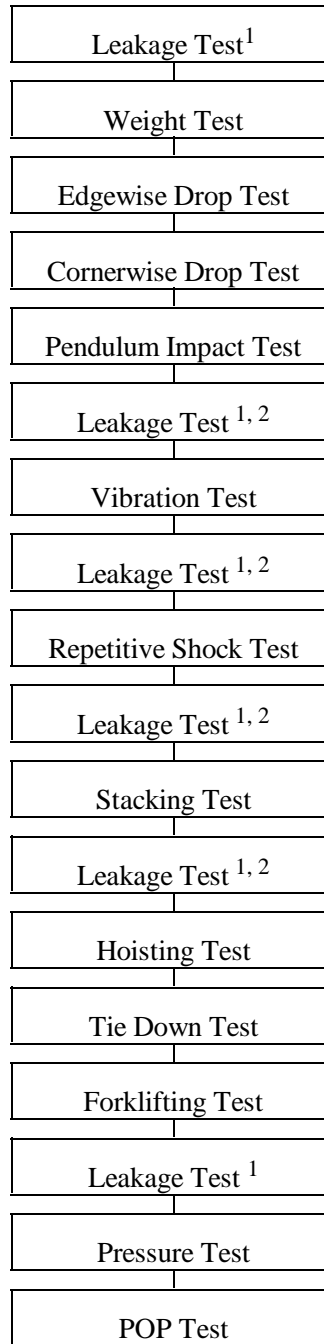 Leakage Test 1
Weight Test
Edgewise Drop Test
Cornerwise Drop Test
Pendulum Impact Test
Leakage Test 1, 2
Vibration Test
Leakage Test 1, 2
Repetitive Shock Test
Leakage Test 1, 2
Stacking Test
Leakage Test 1, 2
Hoisting Test
Tie Down Test
Forklifting Test
Leakage Test 1
Pressure Test
POP Test